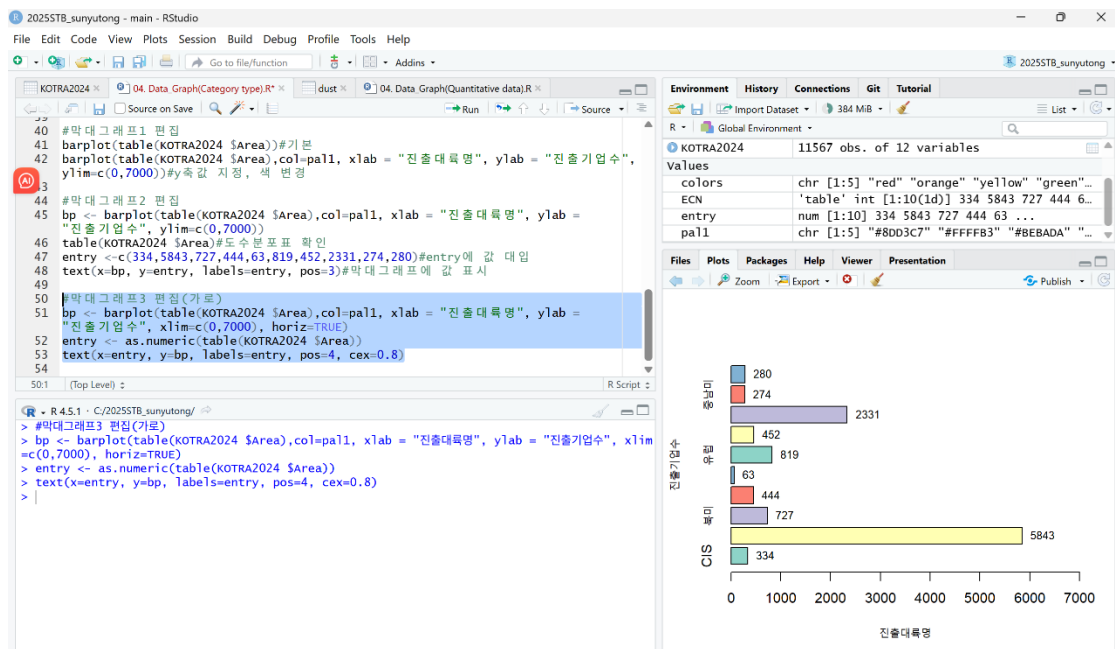 2025STB_sunyutong - main - RStudio
File Edit Code View Plots Session Build Debug Profile Tools Help
Go to file/function
Addins
2025STB_sunyutong
KOTRA2024
04. Data_Graph(Category type).R*
dust
04. Data_Graph(Quantitative data).R
Source on Save
Run
Source
39
40 #막대그래프1 편집
41 barplot(table(KOTRA2024 $Area))#기본
42 barplot(table(KOTRA2024 $Area),col=pal1, xlab = "진출대륙명", ylab = "진출기업수",
ylim=c(0,7000))#y축값 지정, 색 변경
AI
3
44 #막대그래프2 편집
45 bp <- barplot(table(KOTRA2024 $Area),col=pal1, xlab = "진출대륙명", ylab =
"진출기업수", ylim=c(0,7000))
46 table(KOTRA2024 $Area)#도수분포표 확인
47 entry <-c(334,5843,727,444,63,819,452,2331,274,280)#entry에 값 대입
48 text(x=bp, y=entry, labels=entry, pos=3)#막대그래프에 값 표시
49
50 #막대그래프3 편집(가로)
51 bp <- barplot(table(KOTRA2024 $Area),col=pal1, xlab = "진출대륙명", ylab =
"진출기업수", xlim=c(0,7000), horiz=TRUE)
52 entry <- as.numeric(table(KOTRA2024 $Area))
53 text(x=entry, y=bp, labels=entry, pos=4, cex=0.8)
54
50:1 (Top Level) R Script
R 4.5.1 · C:/2025STB_sunyutong/
> #막대그래프3 편집(가로)
> bp <- barplot(table(KOTRA2024 $Area),col=pal1, xlab = "진출대륙명", ylab = "진출기업수", xlim
=c(0,7000), horiz=TRUE)
> entry <- as.numeric(table(KOTRA2024 $Area))
> text(x=entry, y=bp, labels=entry, pos=4, cex=0.8)
>
Environment History Connections Git Tutorial
Import Dataset 384 MiB List
R Global Environment
KOTRA2024 11567 obs. of 12 variables
Values
colors chr [1:5] "red" "orange" "yellow" "green"…
ECN 'table' int [1:10(1d)] 334 5843 727 444 6…
entry num [1:10] 334 5843 727 444 63 ...
pal1 chr [1:5] "#8DD3C7" "#FFFFB3" "#BEBADA" "…
Files Plots Packages Help Viewer Presentation
Zoom Export Publish
280
274
중남미
2331
452
유럽
819
진출기업수
63
444
북미
727
5843
CIS
334
0 1000 2000 3000 4000 5000 6000 7000
진출대륙명